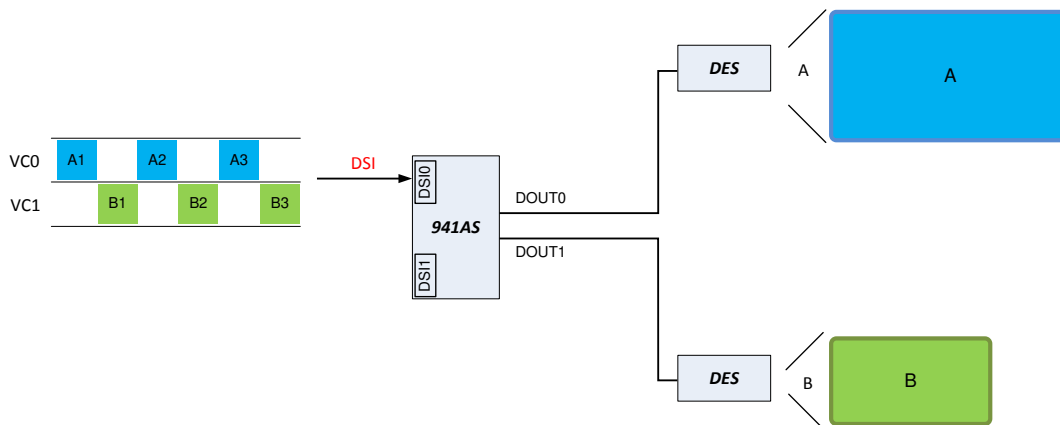 VC0
A1
A2
A3
VC1
B1
B2
B3
DSI
DSI0
DSI1
941AS
DOUT0
DOUT1
DES
A
A
DES
B
B